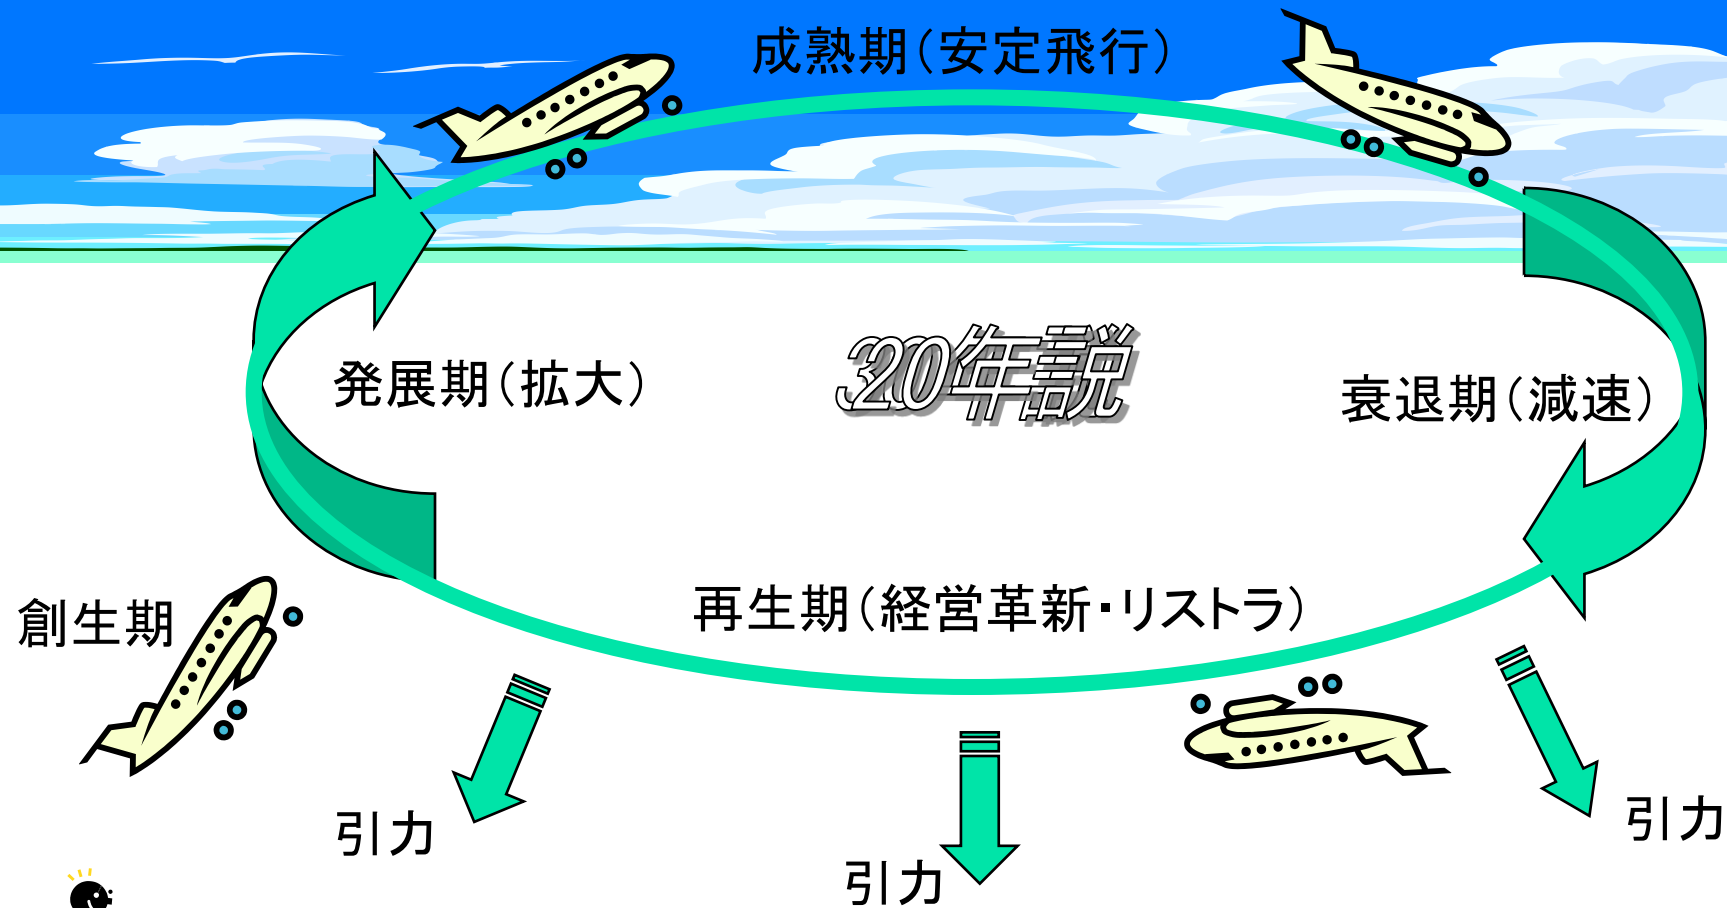 成熟期（安定飛行）
320年説
発展期（拡大）
衰退期（減速）
創生期
再生期（経営革新・リストラ）
引力
引力
引力